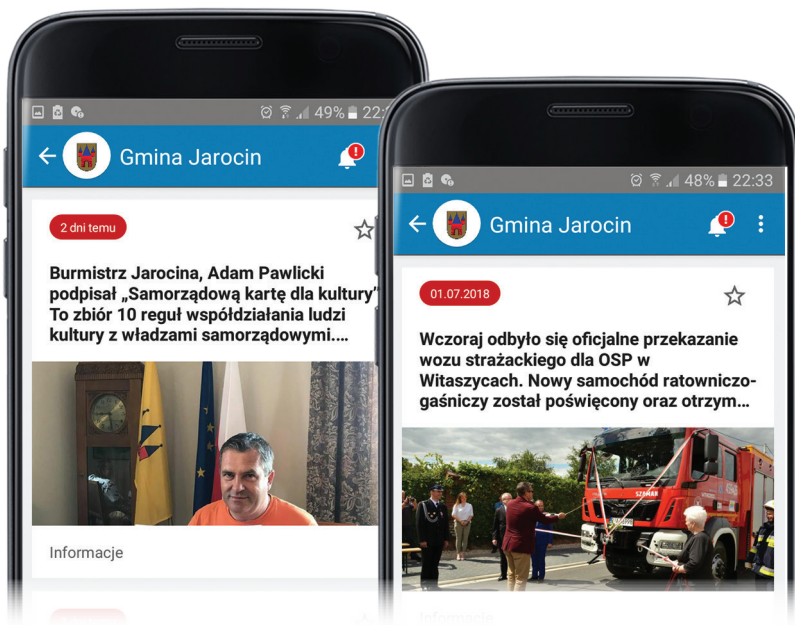 49% 22:
Gmina Jarocin
2 dni temu
Burmistrz Jarocina, Adam Pawlicki
podpisał „Samorządową kartę dla kultury"
To zbiór 10 reguł współdziałania ludzi
kultury z władzami samorządowymi....
Informacje
48% 22:33
Gmina Jarocin
01.07.2018
Wczoraj odbyło się oficjalne przekazanie
wozu strażackiego dla OSP w
Witaszycach. Nowy samochód ratowniczo-
gaśniczy został poświęcony oraz otrzym...
Informacje